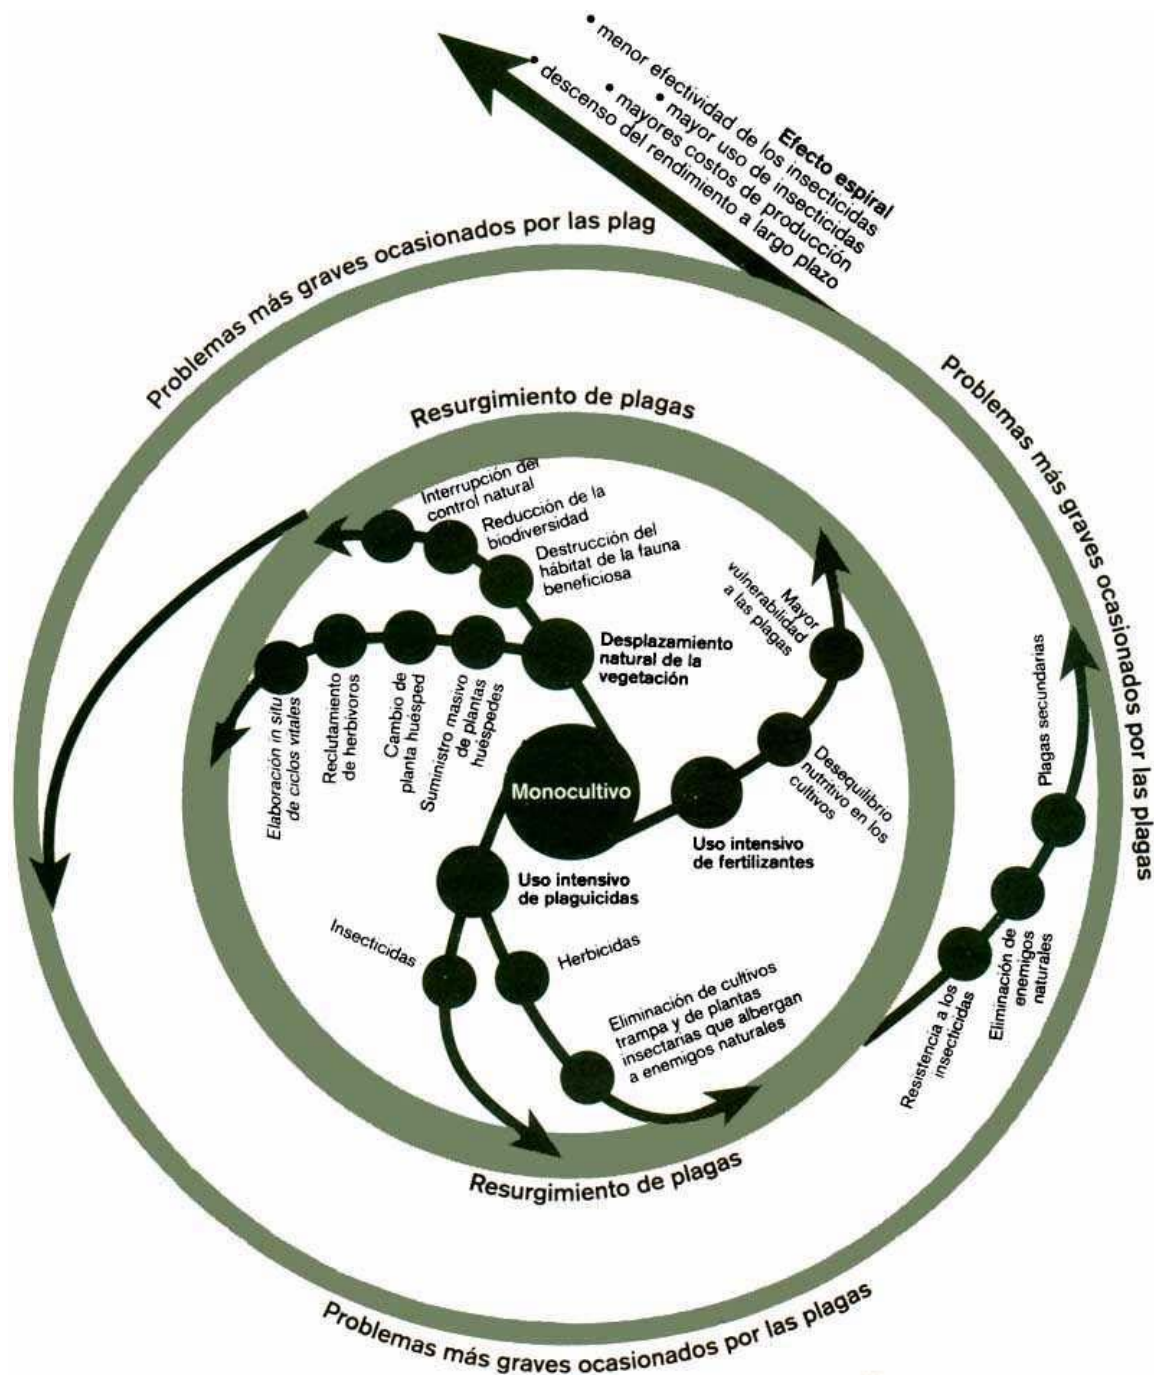 Efecto espiral
• menor efectividad de los insecticidas
• mayor uso de insecticidas
• mayores costos de producción
• descenso del rendimiento a largo plazo
Problemas más graves ocasionados por las plag
Problemas más graves ocasionados por las plagas
Resurgimiento de plagas
Interrupción del
control natural
Reducción de la
biodiversidad
Destrucción del
hábitat de la fauna
beneficiosa
Desplazamiento
natural de la
vegetación
Elaboración in situ
de ciclos vitales
Reclutamiento
de herbívoros
Cambio de
planta huésped
Suministro masivo
de plantas
huéspedes
Mayor
vulnerabilidad
a las plagas
Desequilibrio
nutritivo en los
cultivos
Monocultivo
Uso intensivo
de fertilizantes
Uso intensivo
de plaguicidas
Insecticidas
Herbicidas
Eliminación de cultivos
trampa y de plantas
insectarias que albergan
a enemigos naturales
Plagas secundarias
Eliminación de
enemigos
naturales
Resistencia a los
insecticidas
Resurgimiento de plagas
Problemas más graves ocasionados por las plagas